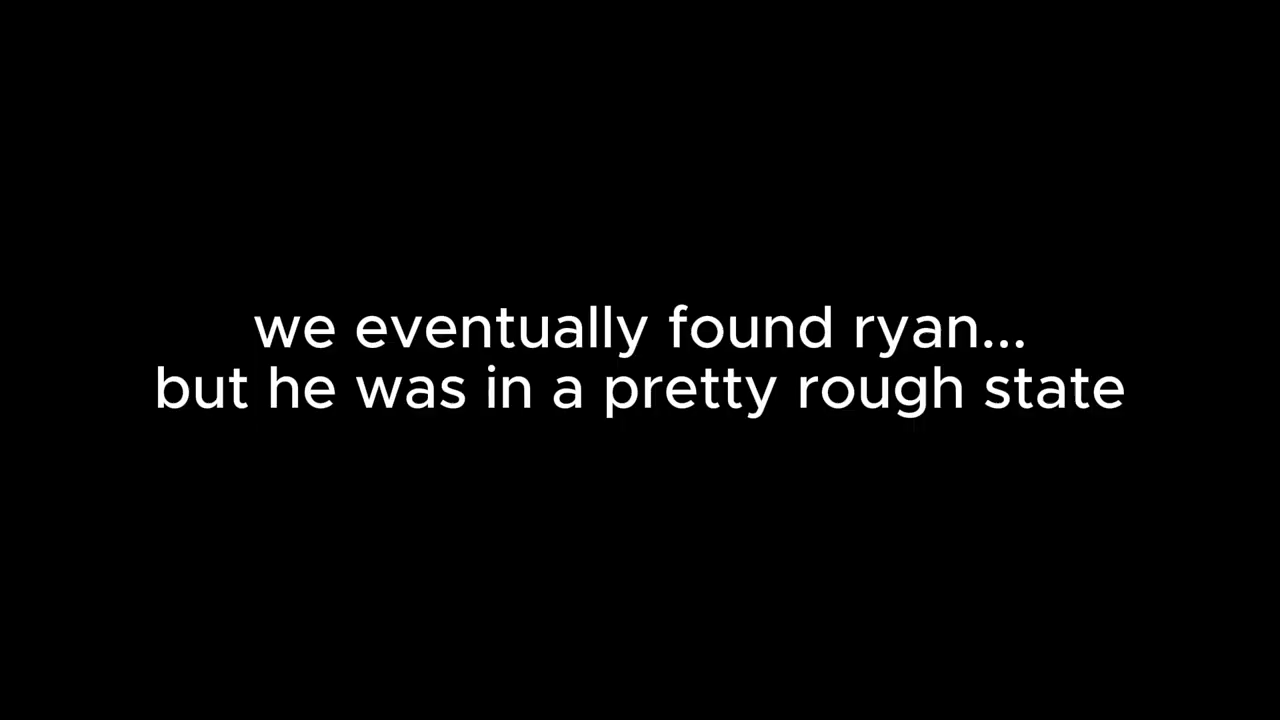 we eventually found ryan...
but he was in a pretty rough state